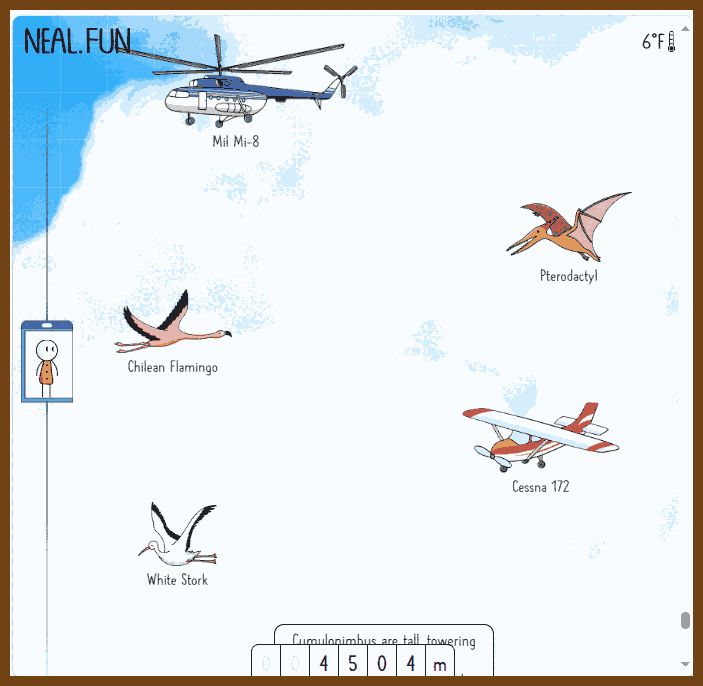 NEAL.FUN
6°F
Mil Mi-8
Pterodactyl
Chilean Flamingo
Cessna 172
White Stork
Cumulonimbus are tall towering
0 0 4 5 0 4 m